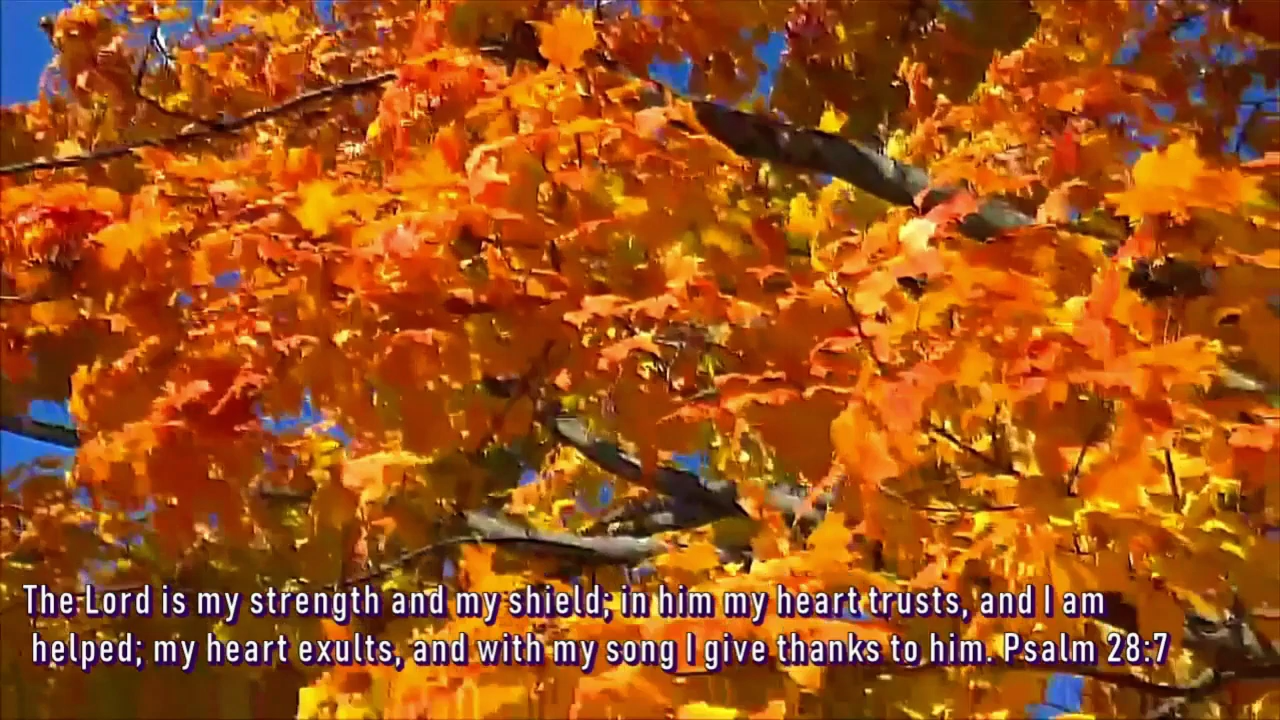 The Lord is my strength and my shield; in him my heart trusts, and I am
helped; my heart exults, and with my song I give thanks to him. Psalm 28:7